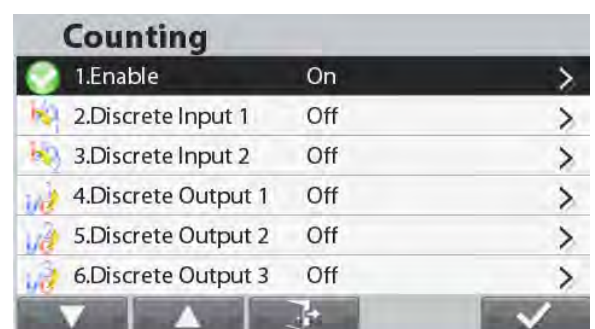 Counting
1.Enable On
2.Discrete Input 1 Off
3.Discrete Input 2 Off
4.Discrete Output 1 Off
5.Discrete Output 2 Off
6.Discrete Output 3 Off